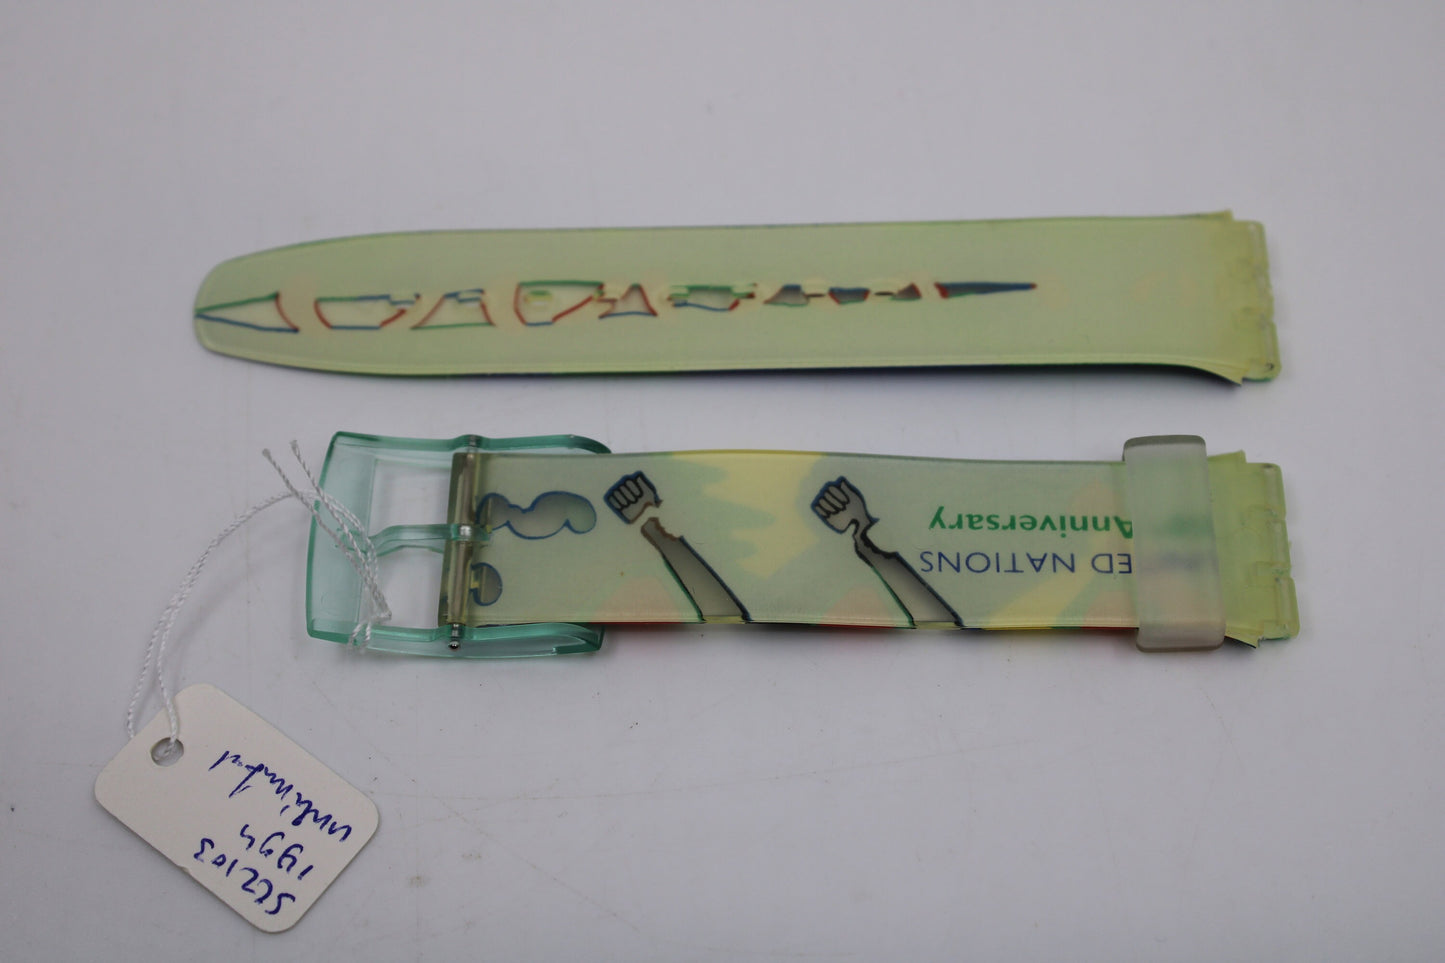 ED NATIONS
Anniversary
SCZ103
1994
unlimited